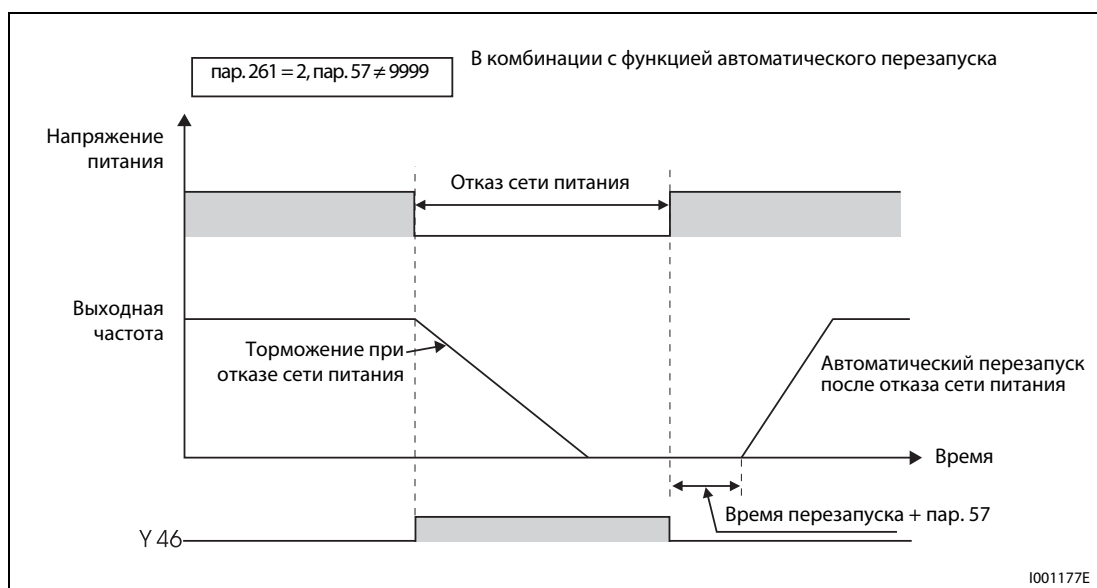 пар. 261 = 2, пар. 57 ≠ 9999
В комбинации с функцией автоматического перезапуска
Напряжение
питания
Отказ сети питания
Выходная
частота
Торможение при
отказе сети питания
Автоматический перезапуск
после отказа сети питания
Время
Время перезапуска + пар. 57
Y 46
I001177E